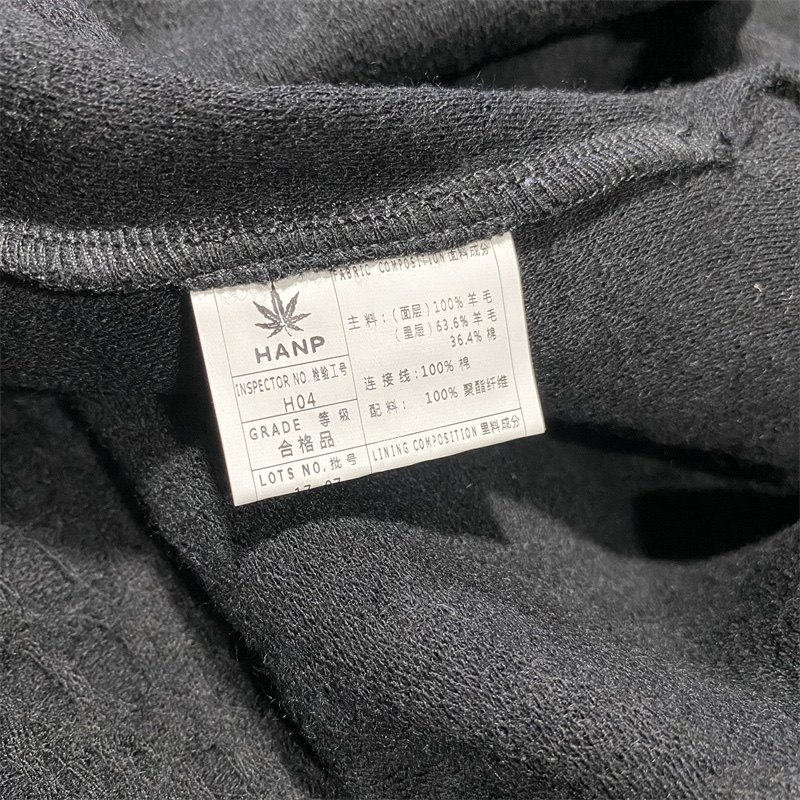 HANP
INSPECTOR NO. 检验工号
H04
GRADE 等级
合格品
LOTS NO. 批号
FABRIC COMPOSITION 面料成分
主料：(面层)100%羊毛
(里层)63.6%羊毛
36.4%棉
连接线：100%棉
配料： 100%聚酯纤维
LINING COMPOSITION 里料成分